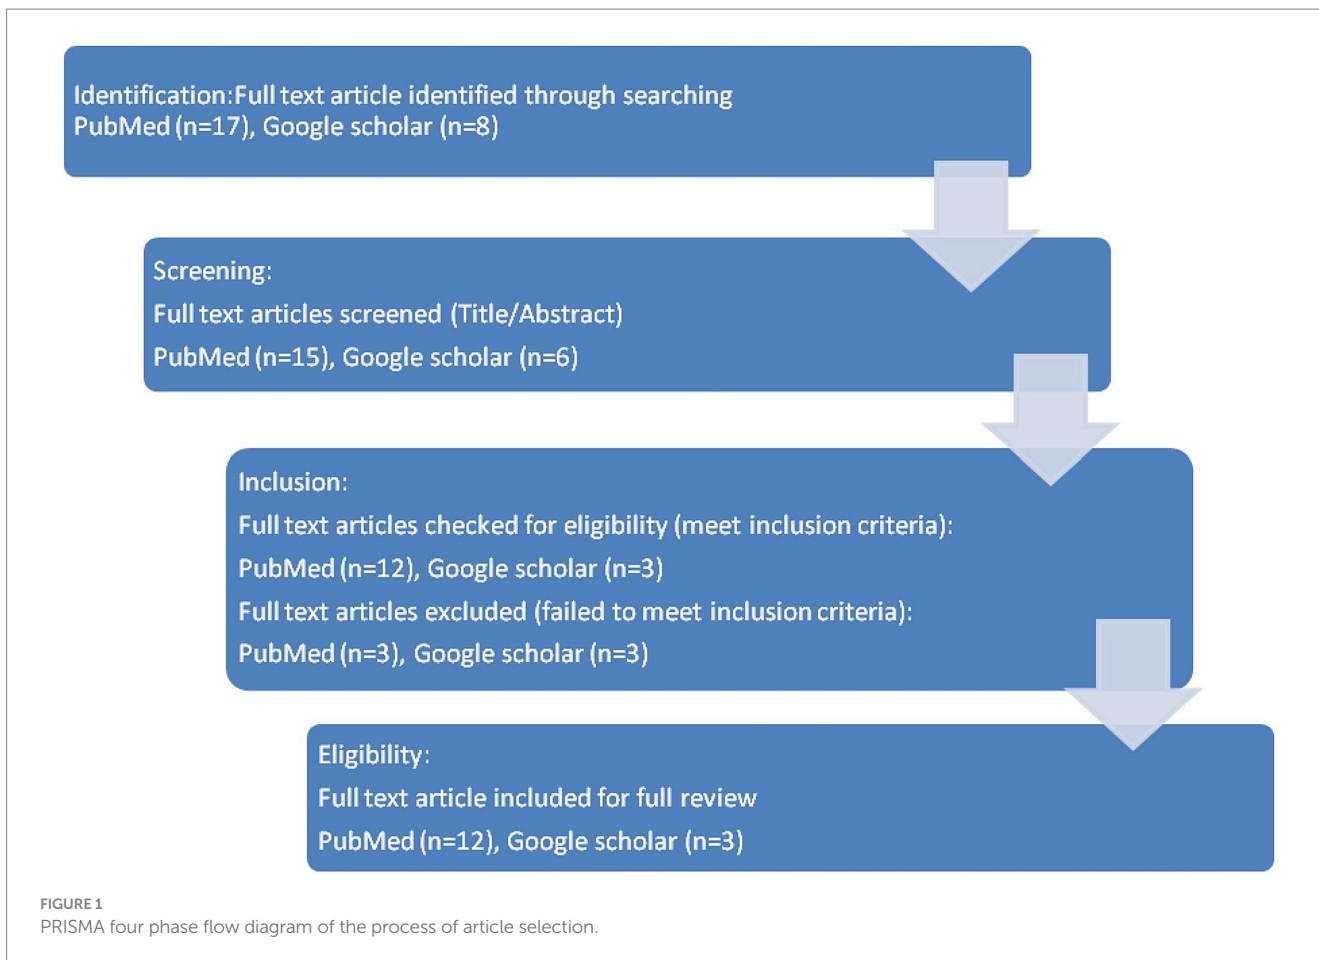 Identification:Full text article identified through searching
PubMed (n=17), Google scholar (n=8)
Screening:
Full text articles screened (Title/Abstract)
PubMed (n=15), Google scholar (n=6)
Inclusion:
Full text articles checked for eligibility (meet inclusion criteria):
PubMed (n=12), Google scholar (n=3)
Full text articles excluded (failed to meet inclusion criteria):
PubMed (n=3), Google scholar (n=3)
Eligibility:
Full text article included for full review
PubMed (n=12), Google scholar (n=3)
FIGURE 1
PRISMA four phase flow diagram of the process of article selection.